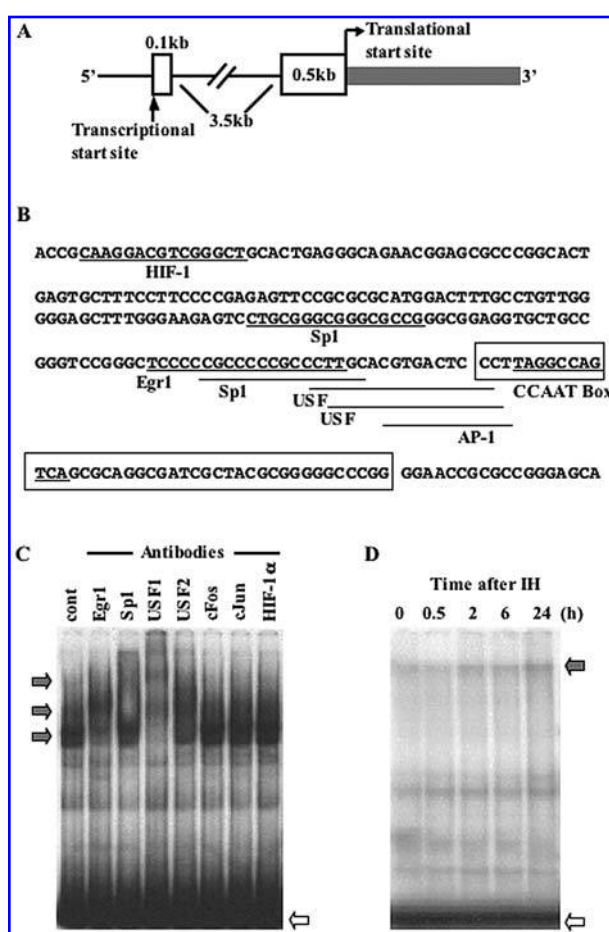 A
0.1kb
Translational
start site
5'
0.5kb
3'
3.5kb
Transcriptional
start site
B
ACCGCAAGGACGTCGGGCTGCACTGAGGGCAGAACGGAGCGCCCGGCACT
HIF-1
GAGTGCTTTCCTTCCCCGAGAGTTCCGCGCGCATGGACTTTGCCTGTTGG
GGGAGCTTTGGGAAGAGTCCTGCGGGCGGGCGCCGGGCGGAGGTGCTGCC
Sp1
GGGTCCGGGCTCCCCCGCCCCCGCCCTTGCACGTGACTC CCTTAGGCCAG
Egr1
Sp1
USF
CCAAT Box
USF
AP-1
TCAGCGCAGGCGATCGCTACGCGGGGGCCCGG GGAACCGCGCCGGGAGCA
C
Antibodies
cont Egr1 Sp1 USF1 USF2 cFos cJun HIF-1α
D
Time after IH
0 0.5 2 6 24 (h)